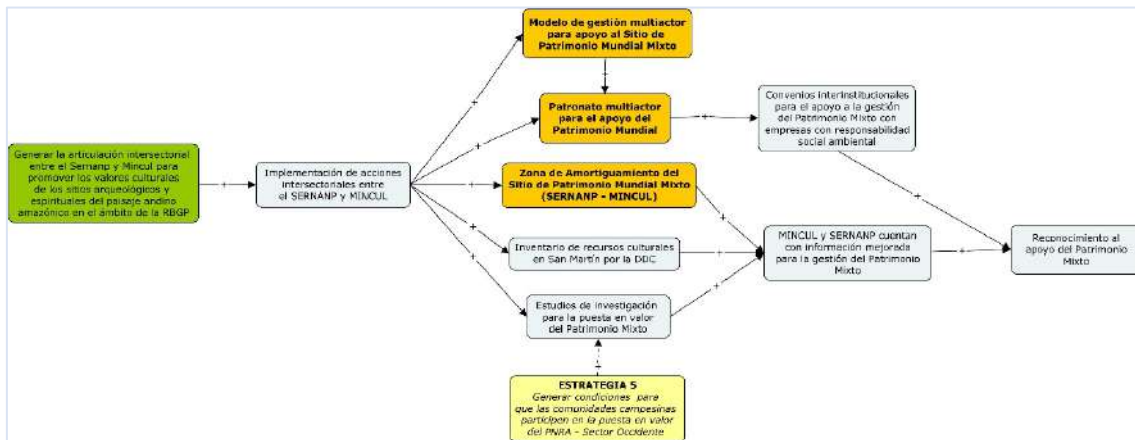 Modelo de gestión multiactor
para apoyo al Sitio de
Patrimonio Mundial Mixto
Patronato multiactor
para el apoyo del
Patrimonio Mundial
Convenios interinstitucionales
para el apoyo a la gestión
del Patrimonio Mixto con
empresas con responsabilidad
social ambiental
Generar la articulación intersectorial
entre el Sernanp y Mincul para
promover los valores culturales
de los sitios arqueológicos y
espirituales del paisaje andino
amazónico en el ámbito de la RBGP
Implementación de acciones
intersectoriales entre
el SERNANP y MINCUL
Zona de Amortiguamiento del
Sitio de Patrimonio Mundial Mixto
(SERNANP - MINCUL)
Inventario de recursos culturales
en San Martín por la DDC
MINCUL y SERNANP cuentan
con información mejorada
para la gestión del Patrimonio
Mixto
Reconocimiento al
apoyo del Patrimonio
Mixto
Estudios de investigación
para la puesta en valor
del Patrimonio Mixto
ESTRATEGIA 5
Generar condiciones para
que las comunidades campesinas
participen en la puesta en valor
del PNRA - Sector Occidente